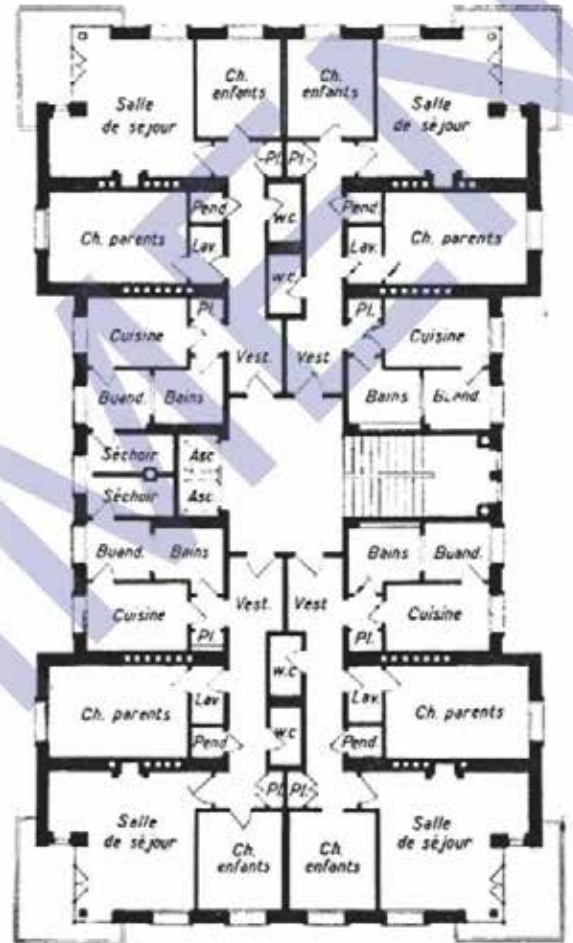 Ch.
enfants
Ch.
enfants
Salle
de séjour
Salle
de séjour
Pl.
Pl.
Pend
w.c
Pend
Ch. parents
Lav.
w.c
Lav.
Ch. parents
Pl.
Pl.
Cuisine
Cuisine
Vest.
Vest
Buand.
Bains
Bains
Buand.
Séchoir
Asc
Séchoir
Asc
Buand.
Bains
Bains
Buand.
Vest.
Vest
Cuisine
Cuisine
Pl.
Pl.
w.c
Ch. parents
Lav
Lav.
Ch. parents
Pend
w.c
Pend
Pl.
Pl.
Salle
de séjour
Salle
de séjour
Ch.
enfants
Ch.
enfants